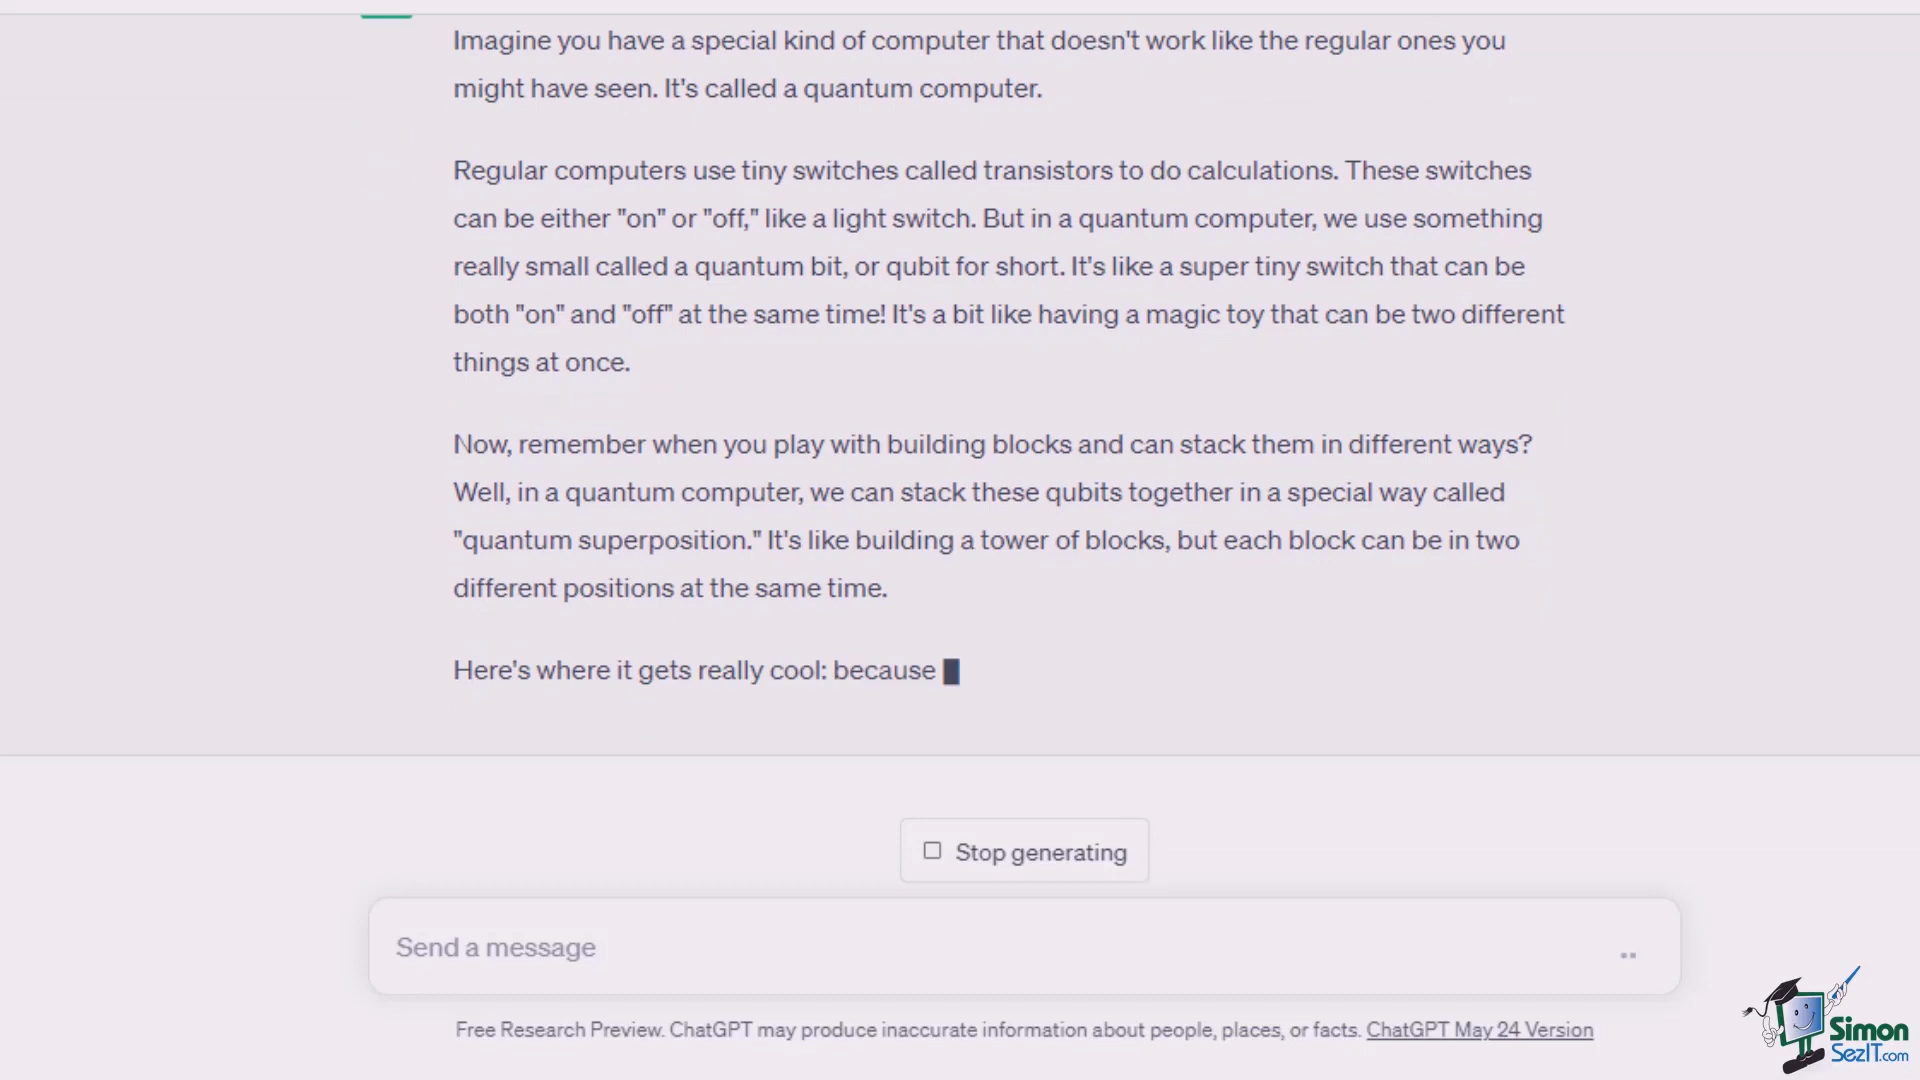 Imagine you have a special kind of computer that doesn't work like the regular ones you
might have seen. It's called a quantum computer.
Regular computers use tiny switches called transistors to do calculations. These switches
can be either "on" or "off," like a light switch. But in a quantum computer, we use something
really small called a quantum bit, or qubit for short. It's like a super tiny switch that can be
both "on" and "off" at the same time! It's a bit like having a magic toy that can be two different
things at once.
Now, remember when you play with building blocks and can stack them in different ways?
Well, in a quantum computer, we can stack these qubits together in a special way called
"quantum superposition." It's like building a tower of blocks, but each block can be in two
different positions at the same time.
Here's where it gets really cool: because
Stop generating
Send a message
Free Research Preview. ChatGPT may produce inaccurate information about people, places, or facts. ChatGPT May 24 Version
Simon
SezIT.com